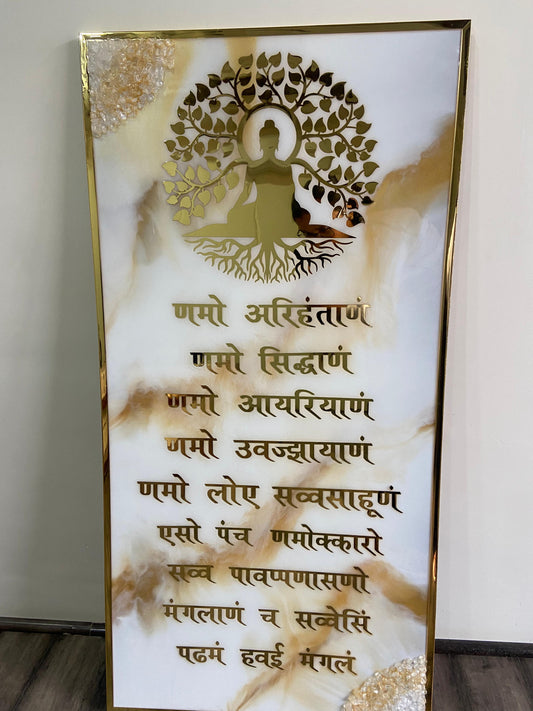 णमो अरिहंताणं
णमो सिद्धाणं
णमो आयरियाणं
णमो उवज्झायाणं
णमो लोए सव्वसाहूणं
एसो पंच णमोक्कारो
सव्व पावप्पणासणो
मंगलाणं च सव्वेसिं
पढमं हवई मंगलं